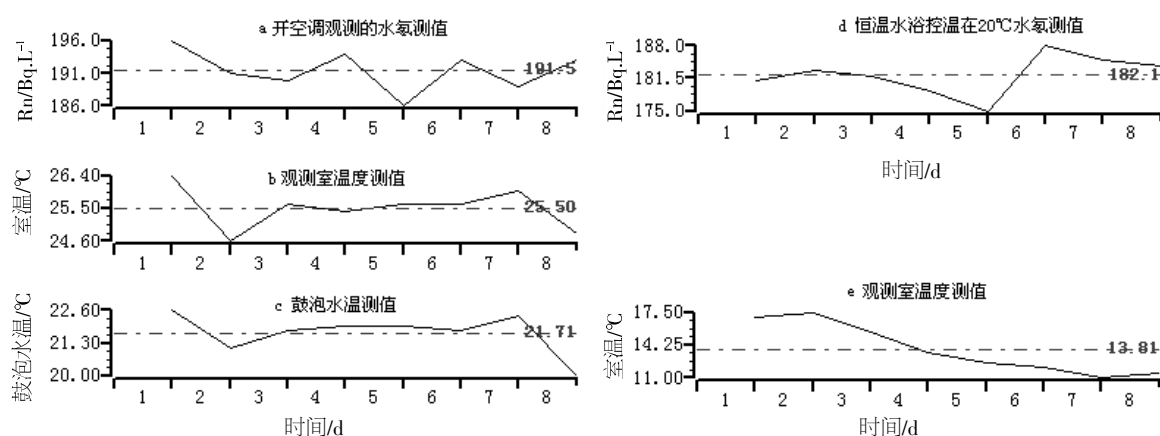 a 开空调观测的水氡测值
Rn/Bq.L⁻¹
196.0
191.0
186.0
191.5
1 2 3 4 5 6 7 8
b 观测室温度测值
室温/℃
26.40
25.50
24.60
25.50
1 2 3 4 5 6 7 8
c 鼓泡水温测值
鼓泡水温/℃
22.60
21.30
20.00
21.71
1 2 3 4 5 6 7 8
时间/d
d 恒温水浴控温在20℃水氡测值
Rn/Bq.L⁻¹
188.0
181.5
175.0
182.1
1 2 3 4 5 6 7 8
时间/d
e 观测室温度测值
室温/℃
17.50
14.25
11.00
13.81
1 2 3 4 5 6 7 8
时间/d